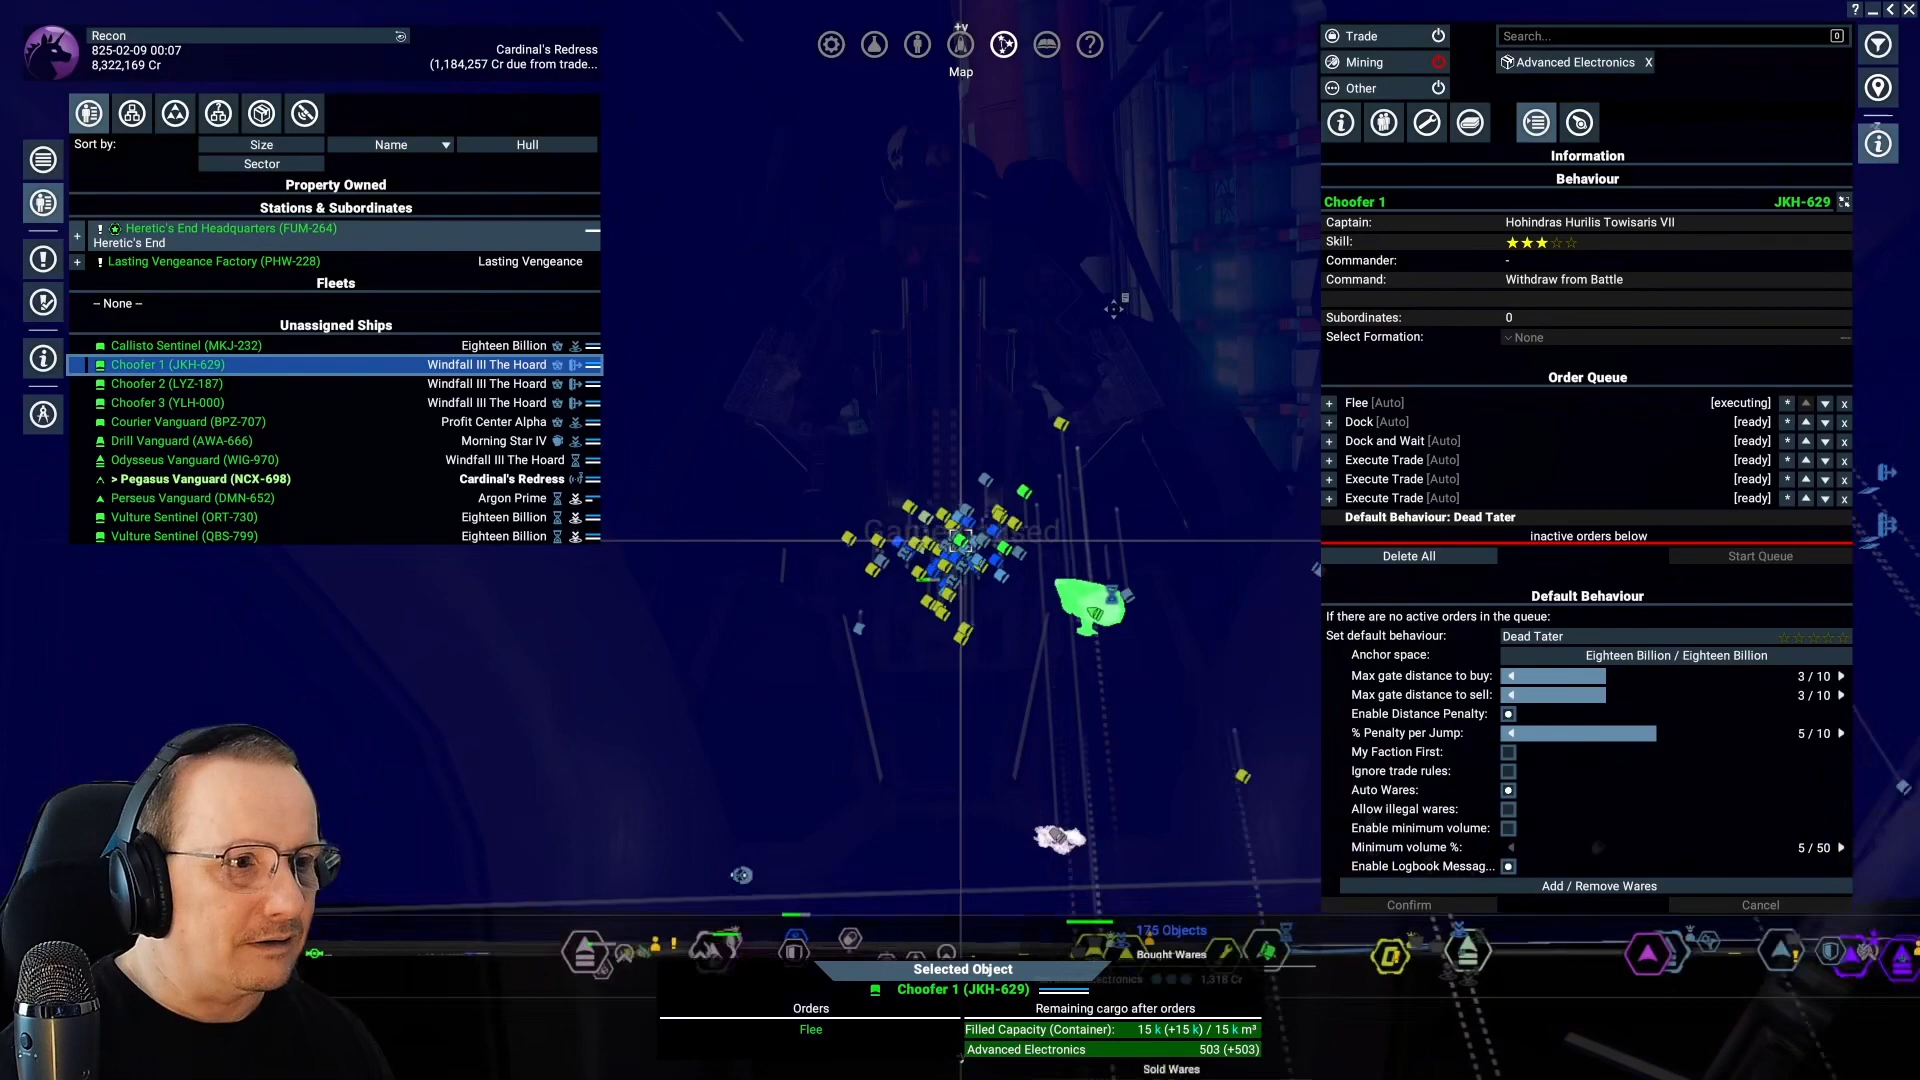 Recon
825-02-09 00:07
8,322,169 Cr
Cardinal's Redress
(1,184,257 Cr due from trade...
+v
Map
Sort by:
Size
Name
Hull
Sector
Property Owned
Stations & Subordinates
+ ! Heretic's End Headquarters (FUM-264)
Heretic's End
+ ! Lasting Vengeance Factory (PHW-228) Lasting Vengeance
Fleets
-- None --
Unassigned Ships
Callisto Sentinel (MKJ-232) Eighteen Billion
Choofer 1 (JKH-629) Windfall III The Hoard
Choofer 2 (LYZ-187) Windfall III The Hoard
Choofer 3 (YLH-000) Windfall III The Hoard
Courier Vanguard (BPZ-707) Profit Center Alpha
Drill Vanguard (AWA-666) Morning Star IV
Odysseus Vanguard (WIG-970) Windfall III The Hoard
> Pegasus Vanguard (NCX-698) Cardinal's Redress
Perseus Vanguard (DMN-652) Argon Prime
Vulture Sentinel (ORT-730) Eighteen Billion
Vulture Sentinel (QBS-799) Eighteen Billion
Trade
Mining
Other
Search...
0
Advanced Electronics X
Information
Behaviour
Choofer 1 JKH-629
Captain: Hohindras Hurilis Towisaris VII
Skill:
Commander: -
Command: Withdraw from Battle
Subordinates: 0
Select Formation: None
Order Queue
+ Flee [Auto] [executing] * x
+ Dock [Auto] [ready] * x
+ Dock and Wait [Auto] [ready] * x
+ Execute Trade [Auto] [ready] * x
+ Execute Trade [Auto] [ready] * x
+ Execute Trade [Auto] [ready] * x
Default Behaviour: Dead Tater
inactive orders below
Delete All Start Queue
Default Behaviour
If there are no active orders in the queue:
Set default behaviour: Dead Tater
Anchor space: Eighteen Billion / Eighteen Billion
Max gate distance to buy: 3 / 10
Max gate distance to sell: 3 / 10
Enable Distance Penalty:
% Penalty per Jump: 5 / 10
My Faction First:
Ignore trade rules:
Auto Wares:
Allow illegal wares:
Enable minimum volume:
Minimum volume %: 5 / 50
Enable Logbook Messag...
Add / Remove Wares
Confirm Cancel
175 Objects
Bought Wares
1,318 Cr
Selected Object
Choofer 1 (JKH-629)
Orders
Remaining cargo after orders
Flee
Filled Capacity (Container): 15 k (+15 k) / 15 k m³
Advanced Electronics 503 (+503)
Sold Wares